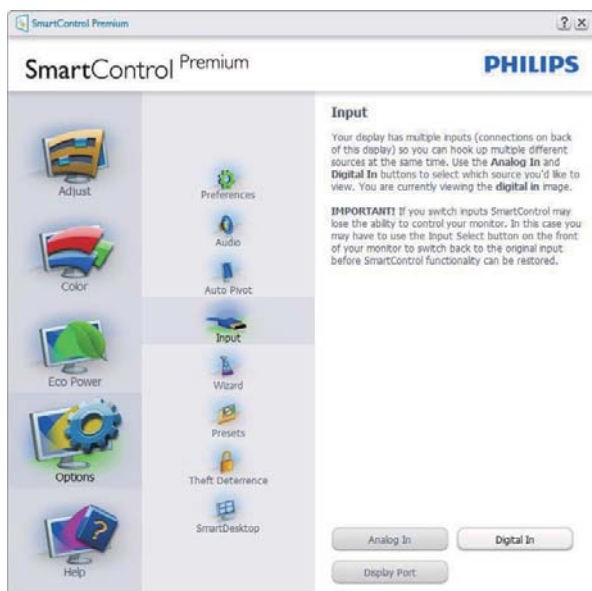 SmartControl Premium
SmartControl Premium
PHILIPS
Adjust
Color
Eco Power
Options
Help
Preferences
Audio
Auto Pivot
Input
Wizard
Presets
Theft Deterrence
SmartDesktop
Input
Your display has multiple inputs (connections on back
of this display) so you can hook up multiple different
sources at the same time. Use the Analog In and
Digital In buttons to select which source you'd like to
view. You are currently viewing the digital in image.
IMPORTANT! If you switch inputs SmartControl may
lose the ability to control your monitor. In this case you
may have to use the Input Select button on the front
of your monitor to switch back to the original input
before SmartControl functionality can be restored.
Analog In
Digital In
Display Port